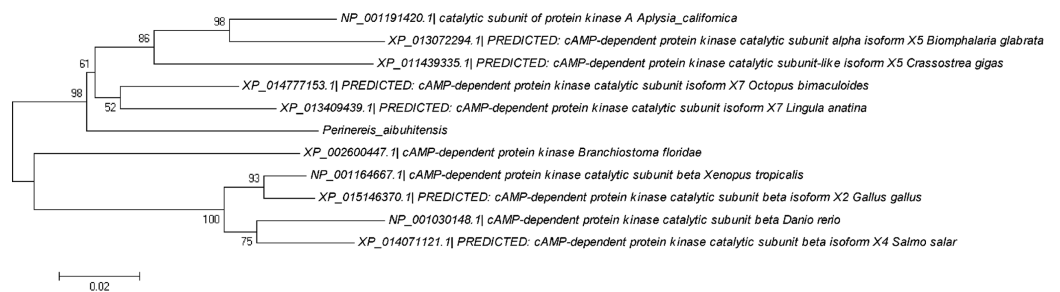 98
NP_001191420.1| catalytic subunit of protein kinase A Aplysia_californica
86
XP_013072294.1| PREDICTED: cAMP-dependent protein kinase catalytic subunit alpha isoform X5 Biomphalaria glabrata
61
XP_011439335.1| PREDICTED: cAMP-dependent protein kinase catalytic subunit-like isoform X5 Crassostrea gigas
98
XP_014777153.1| PREDICTED: cAMP-dependent protein kinase catalytic subunit isoform X7 Octopus bimaculoides
52
XP_013409439.1| PREDICTED: cAMP-dependent protein kinase catalytic subunit isoform X7 Lingula anatina
Perinereis_aibuhitensis
XP_002600447.1| cAMP-dependent protein kinase Branchiostoma floridae
93
NP_001164667.1| cAMP-dependent protein kinase catalytic subunit beta Xenopus tropicalis
XP_015146370.1| PREDICTED: cAMP-dependent protein kinase catalytic subunit beta isoform X2 Gallus gallus
100
NP_001030148.1| cAMP-dependent protein kinase catalytic subunit beta Danio rerio
75
XP_014071121.1| PREDICTED: cAMP-dependent protein kinase catalytic subunit beta isoform X4 Salmo salar
0.02